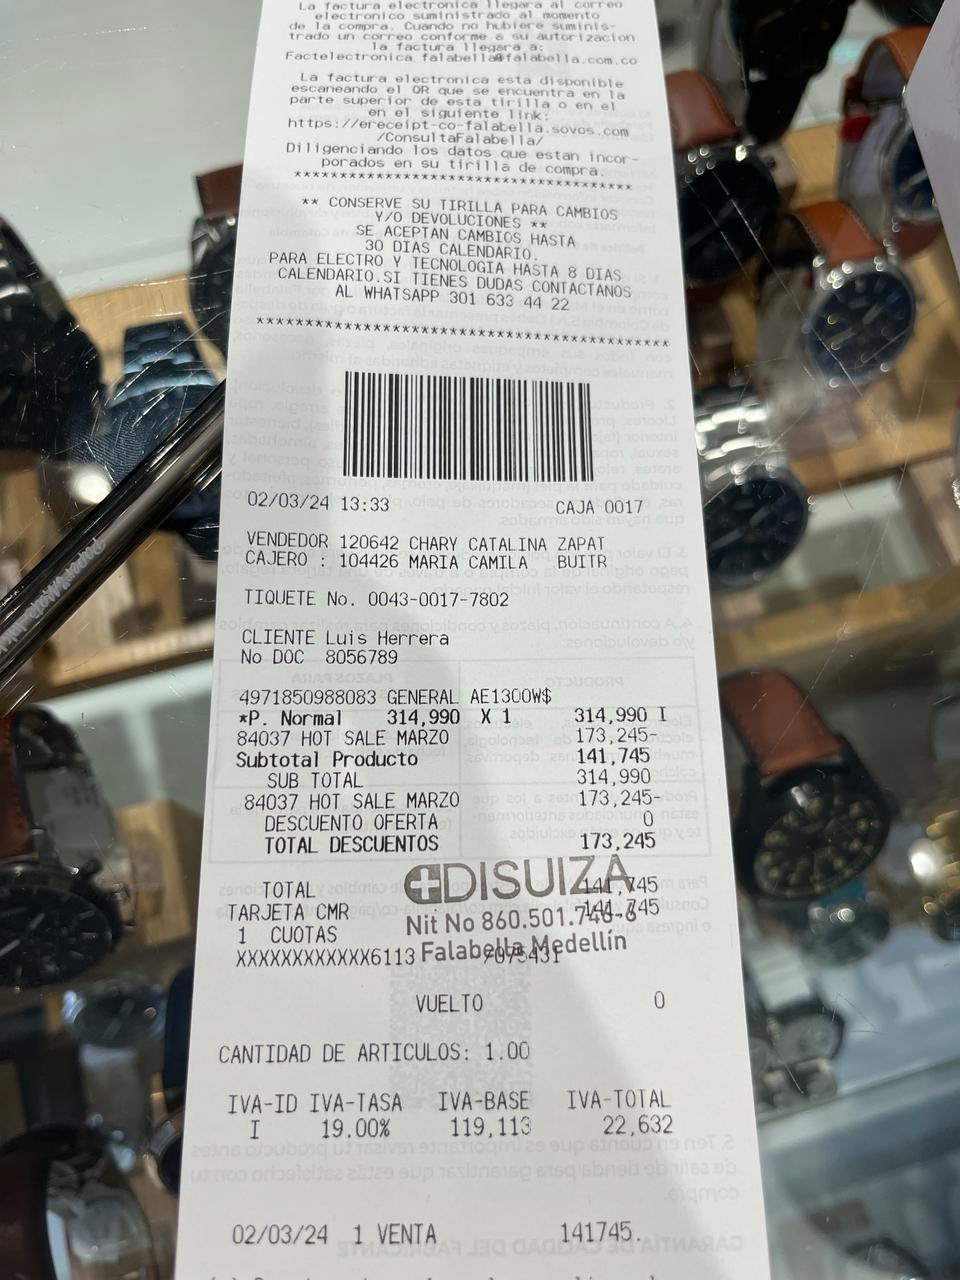 La factura electronica llegara al correo
electronico suministrado al momento
de la compra. Cuando no hubiere suminis-
trado un correo conforme a su autorizacion
la factura llegara a:
Factelectronica_falabella@falabella.com.co
La factura electronica esta disponible
escaneando el QR que se encuentra en la
parte superior de esta tirilla o en el
en el siguiente link:
https://ereceipt-co-falabella.sovos.com
/ConsultaFalabella/
Diligenciando los datos que estan incor-
porados en su tirilla de compra.
*************************************
** CONSERVE SU TIRILLA PARA CAMBIOS
Y/O DEVOLUCIONES **
SE ACEPTAN CAMBIOS HASTA
30 DIAS CALENDARIO.
PARA ELECTRO Y TECNOLOGIA HASTA 8 DIAS
CALENDARIO.SI TIENES DUDAS CONTACTANOS
AL WHATSAPP 301 633 44 22
****************************************
02/03/24 13:33 CAJA 0017
VENDEDOR 120642 CHARY CATALINA ZAPAT
CAJERO : 104426 MARIA CAMILA BUITR
TIQUETE No. 0043-0017-7802
CLIENTE Luis Herrera
No DOC 8056789
4971850988083 GENERAL AE1300W$
*P. Normal 314,990 X 1 314,990 I
84037 HOT SALE MARZO 173,245-
Subtotal Producto 141,745
SUB TOTAL 314,990
84037 HOT SALE MARZO 173,245-
DESCUENTO OFERTA 0
TOTAL DESCUENTOS 173,245
DISUIZA
TOTAL 141,745
TARJETA CMR 141,745
Nit No 860.501.746-6
1 CUOTAS
Falabella Medellín
XXXXXXXXXXXX6113 7075431
VUELTO 0
CANTIDAD DE ARTICULOS: 1.00
IVA-ID IVA-TASA IVA-BASE IVA-TOTAL
I 19.00% 119,113 22,632
02/03/24 1 VENTA 141745.